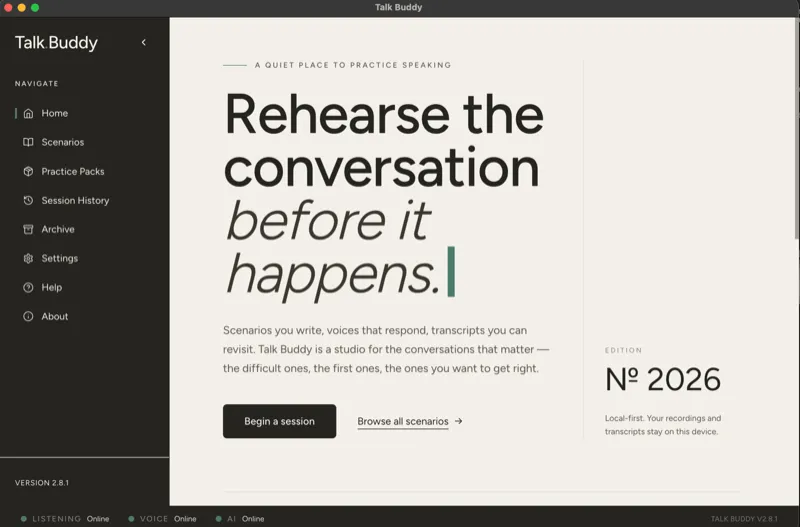 Talk Buddy
Talk Buddy
NAVIGATE
Home
Scenarios
Practice Packs
Session History
Archive
Settings
Help
About
VERSION 2.8.1
A QUIET PLACE TO PRACTICE SPEAKING
Rehearse the
conversation
before it
happens.
Scenarios you write, voices that respond, transcripts you can
revisit. Talk Buddy is a studio for the conversations that matter —
the difficult ones, the first ones, the ones you want to get right.
Begin a session
Browse all scenarios →
EDITION
Nº 2026
Local-first. Your recordings and
transcripts stay on this device.
LISTENING Online VOICE Online AI Online
TALK BUDDY V2.8.1